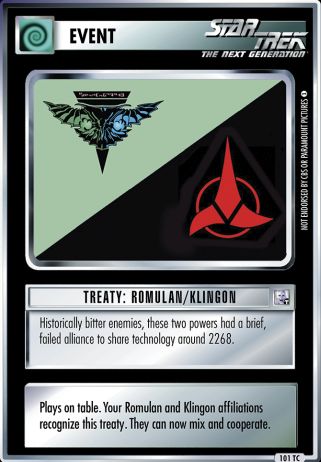 EVENT
STAR TREK
THE NEXT GENERATION
NOT ENDORSED BY CBS OR PARAMOUNT PICTURES
TREATY: ROMULAN/KLINGON
Historically bitter enemies, these two powers had a brief,
failed alliance to share technology around 2268.
Plays on table. Your Romulan and Klingon affiliations
recognize this treaty. They can now mix and cooperate.
101 TC